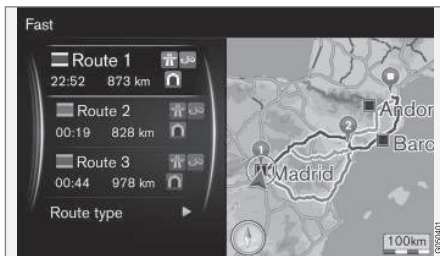 Fast
Route 1
22:52 873 km
Route 2
00:19 828 km
Route 3
00:44 978 km
Route type
1
2
Andor
Barc
Madrid
100km
G050401